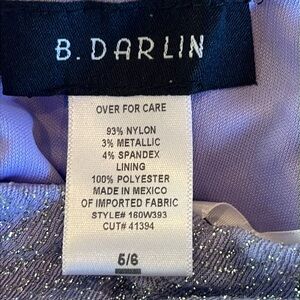 B. DARLIN
OVER FOR CARE
93% NYLON
3% METALLIC
4% SPANDEX
LINING
100% POLYESTER
MADE IN MEXICO
OF IMPORTED FABRIC
STYLE# 160W393
CUT# 41394
5/6